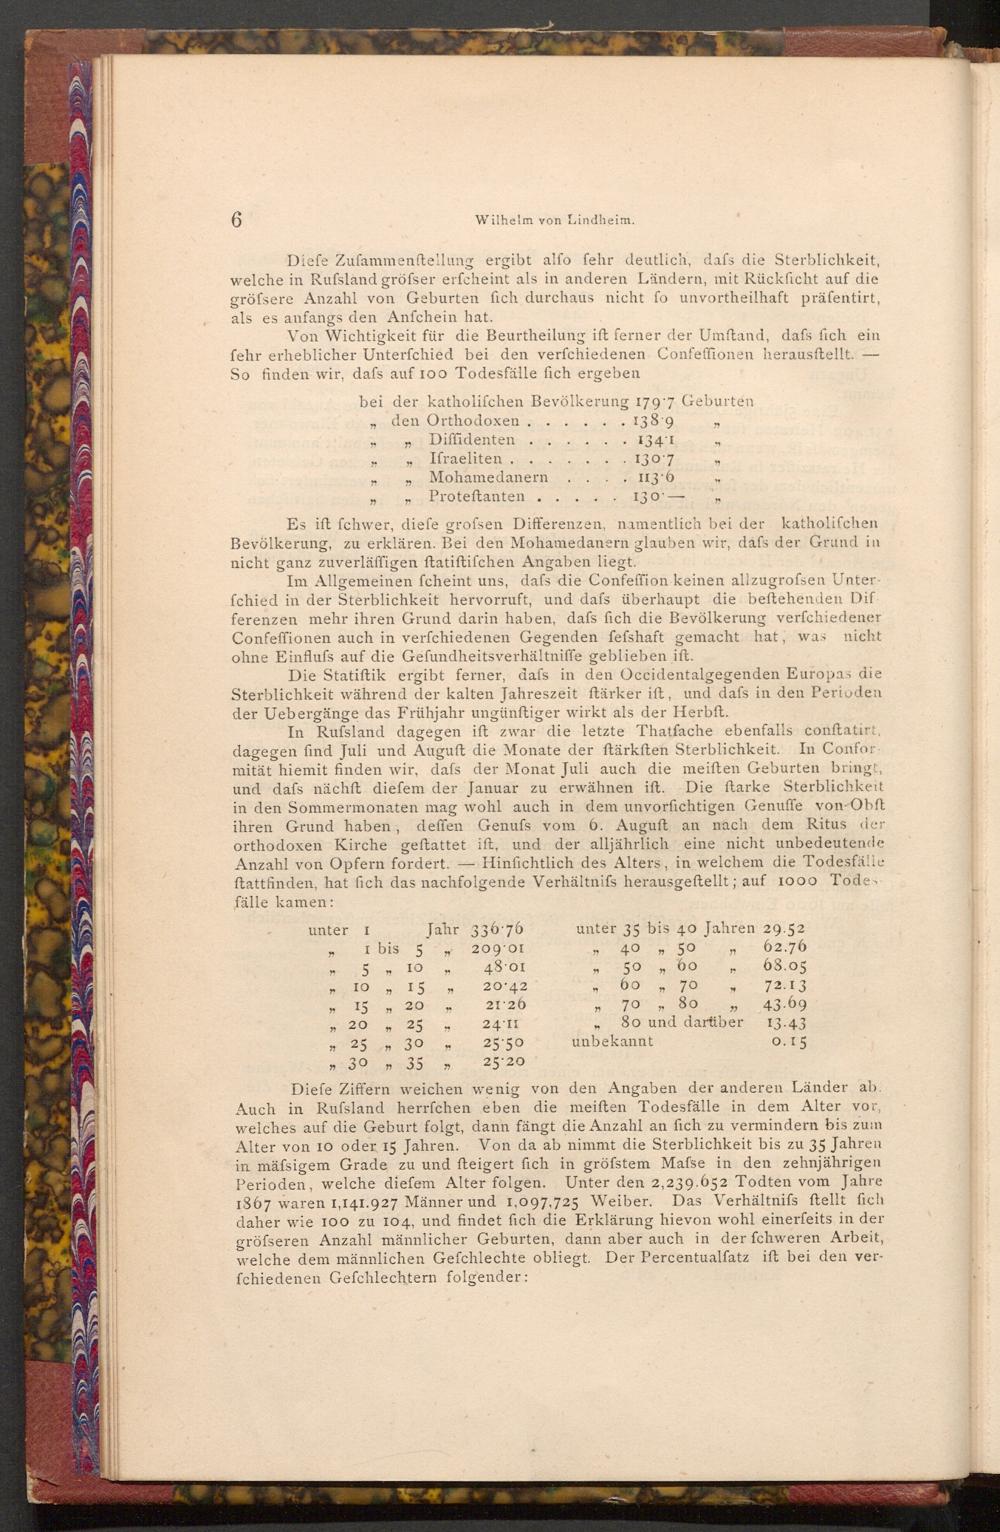 6 Wilhelm von Lindheim.
Dieſe Zuſammenſtellung ergibt alſo ſehr deutlich, daſs die Sterblichkeit,
welche in Ruſsland gröſser erſcheint als in anderen Ländern, mit Rückſicht auf die
gröſsere Anzahl von Geburten ſich durchaus nicht ſo unvortheilhaft präſentirt,
als es anfangs den Anſchein hat.
Von Wichtigkeit für die Beurtheilung iſt ferner der Umſtand, daſs ſich ein
ſehr erheblicher Unterſchied bei den verſchiedenen Confeſſionen herausſtellt. —
So finden wir, daſs auf 100 Todesfälle ſich ergeben
bei der katholiſchen Bevölkerung 179·7 Geburten
„ den Orthodoxen . . . . . . 138·9 „
„ „ Diſſidenten . . . . . . 134·1 „
„ „ Iſraeliten . . . . . . . 130·7 „
„ „ Mohamedanern . . . . 113·6 „
„ „ Proteſtanten . . . . . 130·— „
Es iſt ſchwer, dieſe groſsen Differenzen, namentlich bei der katholiſchen
Bevölkerung, zu erklären. Bei den Mohamedanern glauben wir, daſs der Grund in
nicht ganz zuverläſſigen ſtatiſtiſchen Angaben liegt.
Im Allgemeinen ſcheint uns, daſs die Confeſſion keinen allzugroſsen Unter-
ſchied in der Sterblichkeit hervorruft, und daſs überhaupt die beſtehenden Dif
ferenzen mehr ihren Grund darin haben, daſs ſich die Bevölkerung verſchiedener
Confeſſionen auch in verſchiedenen Gegenden ſeſshaft gemacht hat, was nicht
ohne Einfluſs auf die Geſundheitsverhältniſſe geblieben iſt.
Die Statiſtik ergibt ferner, daſs in den Occidentalgegenden Europas die
Sterblichkeit während der kalten Jahreszeit ſtärker iſt, und daſs in den Perioden
der Uebergänge das Frühjahr ungünſtiger wirkt als der Herbſt.
In Ruſsland dagegen iſt zwar die letzte Thatſache ebenfalls conſtatirt,
dagegen ſind Juli und Auguſt die Monate der ſtärkſten Sterblichkeit. In Confor-
mität hiemit finden wir, daſs der Monat Juli auch die meiſten Geburten bringt,
und daſs nächſt dieſem der Januar zu erwähnen iſt. Die ſtarke Sterblichkeit
in den Sommermonaten mag wohl auch in dem unvorſichtigen Genuſſe von Obſt
ihren Grund haben, deſſen Genuſs vom 6. Auguſt an nach dem Ritus der
orthodoxen Kirche geſtattet iſt, und der alljährlich eine nicht unbedeutende
Anzahl von Opfern fordert. — Hinſichtlich des Alters, in welchem die Todesfälle
ſtattfinden, hat ſich das nachfolgende Verhältniſs herausgeſtellt; auf 1000 Todes-
fälle kamen:
unter 1 Jahr 336·76
„ 1 bis 5 „ 209·01
„ 5 „ 10 „ 48·01
„ 10 „ 15 „ 20·42
„ 15 „ 20 „ 21·26
„ 20 „ 25 „ 24·11
„ 25 „ 30 „ 25·50
„ 30 „ 35 „ 25·20
unter 35 bis 40 Jahren 29.52
„ 40 „ 50 „ 62.76
„ 50 „ 60 „ 68.05
„ 60 „ 70 „ 72.13
„ 70 „ 80 „ 43.69
„ 80 und darüber 13.43
unbekannt 0.15
Dieſe Ziffern weichen wenig von den Angaben der anderen Länder ab.
Auch in Ruſsland herrſchen eben die meiſten Todesfälle in dem Alter vor,
welches auf die Geburt folgt, dann fängt die Anzahl an ſich zu vermindern bis zum
Alter von 10 oder 15 Jahren. Von da ab nimmt die Sterblichkeit bis zu 35 Jahren
in mäſsigem Grade zu und ſteigert ſich in gröſstem Maſse in den zehnjährigen
Perioden, welche dieſem Alter folgen. Unter den 2,239.652 Todten vom Jahre
1867 waren 1,141.927 Männer und 1,097,725 Weiber. Das Verhältniſs ſtellt ſich
daher wie 100 zu 104, und findet ſich die Erklärung hievon wohl einerſeits in der
gröſseren Anzahl männlicher Geburten, dann aber auch in der ſchweren Arbeit,
welche dem männlichen Geſchlechte obliegt. Der Percentualſatz iſt bei den ver-
ſchiedenen Geſchlechtern folgender: